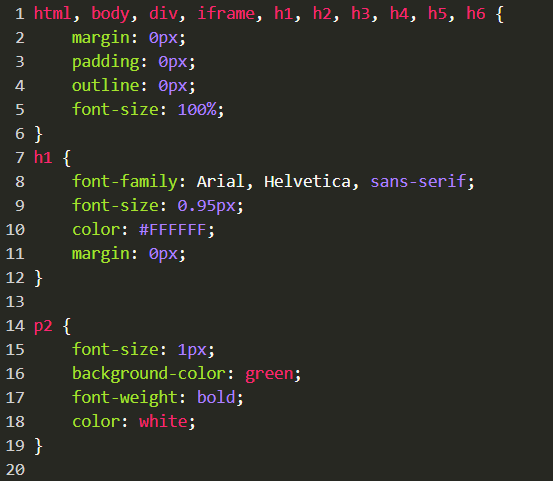 1 html, body, div, iframe, h1, h2, h3, h4, h5, h6 {
2     margin: 0px;
3     padding: 0px;
4     outline: 0px;
5     font-size: 100%;
6 }
7 h1 {
8     font-family: Arial, Helvetica, sans-serif;
9     font-size: 0.95px;
10     color: #FFFFFF;
11     margin: 0px;
12 }
13
14 p2 {
15     font-size: 1px;
16     background-color: green;
17     font-weight: bold;
18     color: white;
19 }
20